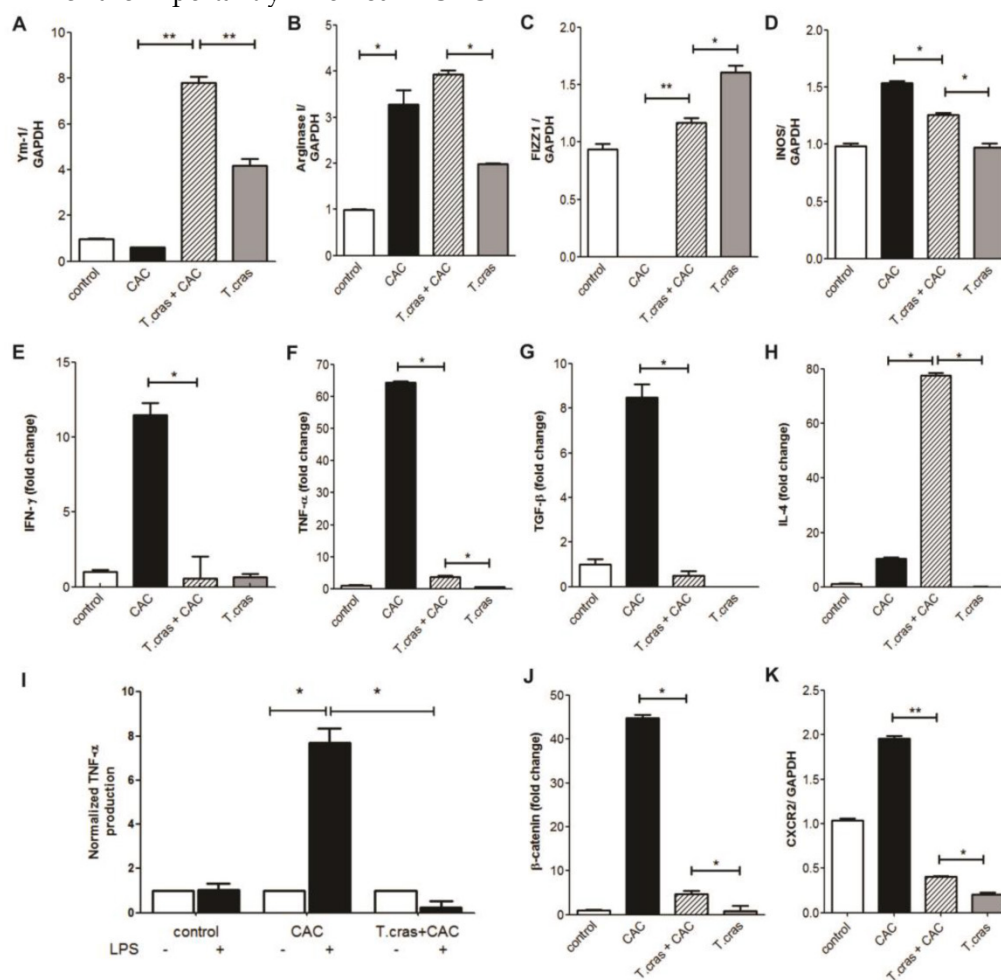 A
Ym-1/
GAPDH
10
8
6
4
2
0
**
**
control
CAC
T.cras + CAC
T.cras
B
Arginase I/
GAPDH
5
4
3
2
1
0
*
*
control
CAC
T.cras + CAC
T.cras
C
FIZZ1 /
GAPDH
2.0
1.5
1.0
0.5
0.0
**
*
control
CAC
T.cras + CAC
T.cras
D
INOS/
GAPDH
2.0
1.5
1.0
0.5
0.0
*
*
control
CAC
T.cras + CAC
T.cras
E
IFN-γ (fold change)
15
10
5
0
*
control
CAC
T.cras + CAC
T.cras
F
TNF-α (fold change)
70
60
50
40
30
20
10
0
*
*
control
CAC
T.cras + CAC
T.cras
G
TGF-β (fold change)
10
8
6
4
2
0
*
control
CAC
T.cras + CAC
T.cras
H
IL-4 (fold change)
80
60
40
20
0
*
*
control
CAC
T.cras + CAC
T.cras
I
Normalized TNF-α
production
10
8
6
4
2
0
*
*
control
CAC
T.cras+CAC
LPS - + - + - +
J
β-catenin (fold change)
50
40
30
20
10
0
*
*
control
CAC
T.cras + CAC
T.cras
K
CXCR2/ GAPDH
2.5
2.0
1.5
1.0
0.5
0.0
**
*
control
CAC
T.cras + CAC
T.cras